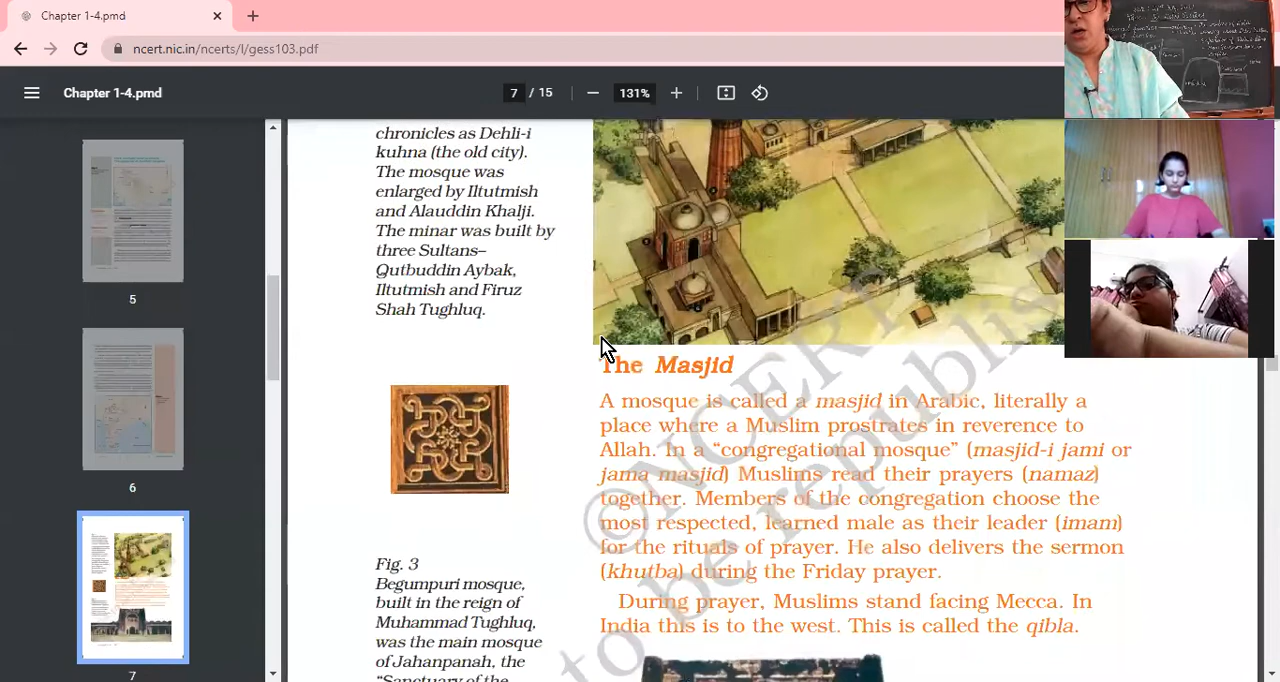 Chapter 1-4.pmd
ncert.nic.in/ncerts/l/gess103.pdf
Chapter 1-4.pmd
7 / 15
131%
5
6
7
chronicles as Dehli-i
kuhna (the old city).
The mosque was
enlarged by Iltutmish
and Alauddin Khalji.
The minar was built by
three Sultans–
Qutbuddin Aybak,
Iltutmish and Firuz
Shah Tughluq.
Fig. 3
Begumpuri mosque,
built in the reign of
Muhammad Tughluq,
was the main mosque
of Jahanpanah, the
“Sanctuary of the
The Masjid
A mosque is called a masjid in Arabic, literally a
place where a Muslim prostrates in reverence to
Allah. In a “congregational mosque” (masjid-i jami or
jama masjid) Muslims read their prayers (namaz)
together. Members of the congregation choose the
most respected, learned male as their leader (imam)
for the rituals of prayer. He also delivers the sermon
(khutba) during the Friday prayer.
During prayer, Muslims stand facing Mecca. In
India this is to the west. This is called the qibla.
©NCERT
to be republis